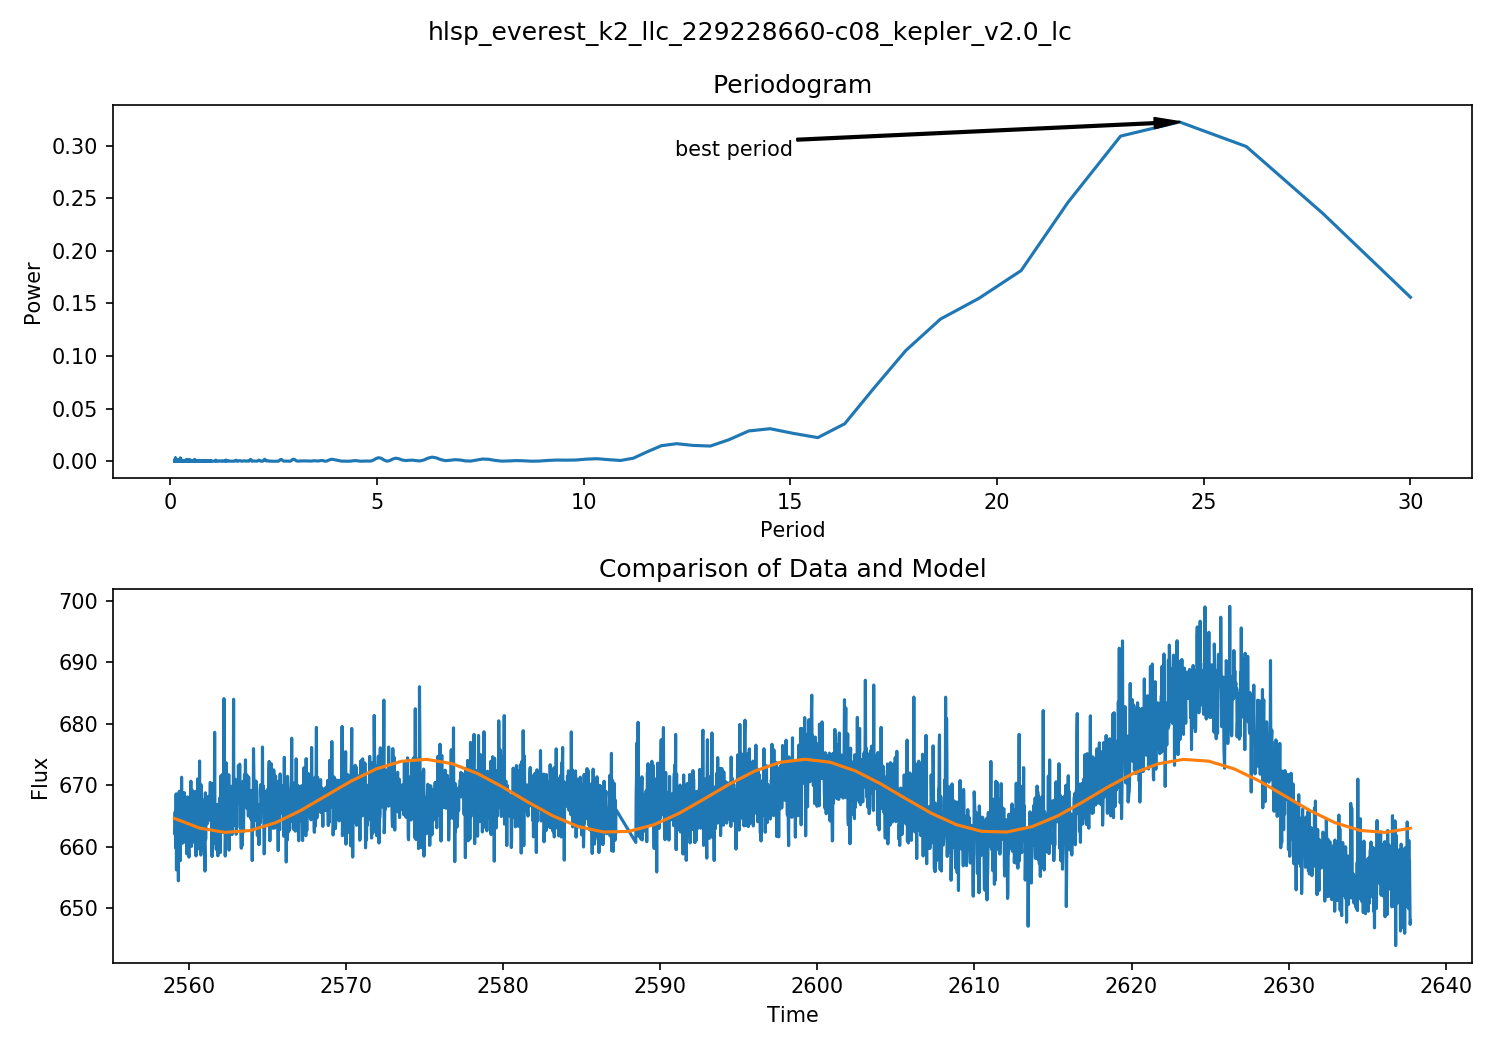 hlsp_everest_k2_llc_229228660-c08_kepler_v2.0_lc
Periodogram
0.30
0.25
0.20
0.15
0.10
0.05
0.00
Power
best period
0 5 10 15 20 25 30
Period
Comparison of Data and Model
700
690
680
670
660
650
Flux
2560 2570 2580 2590 2600 2610 2620 2630 2640
Time